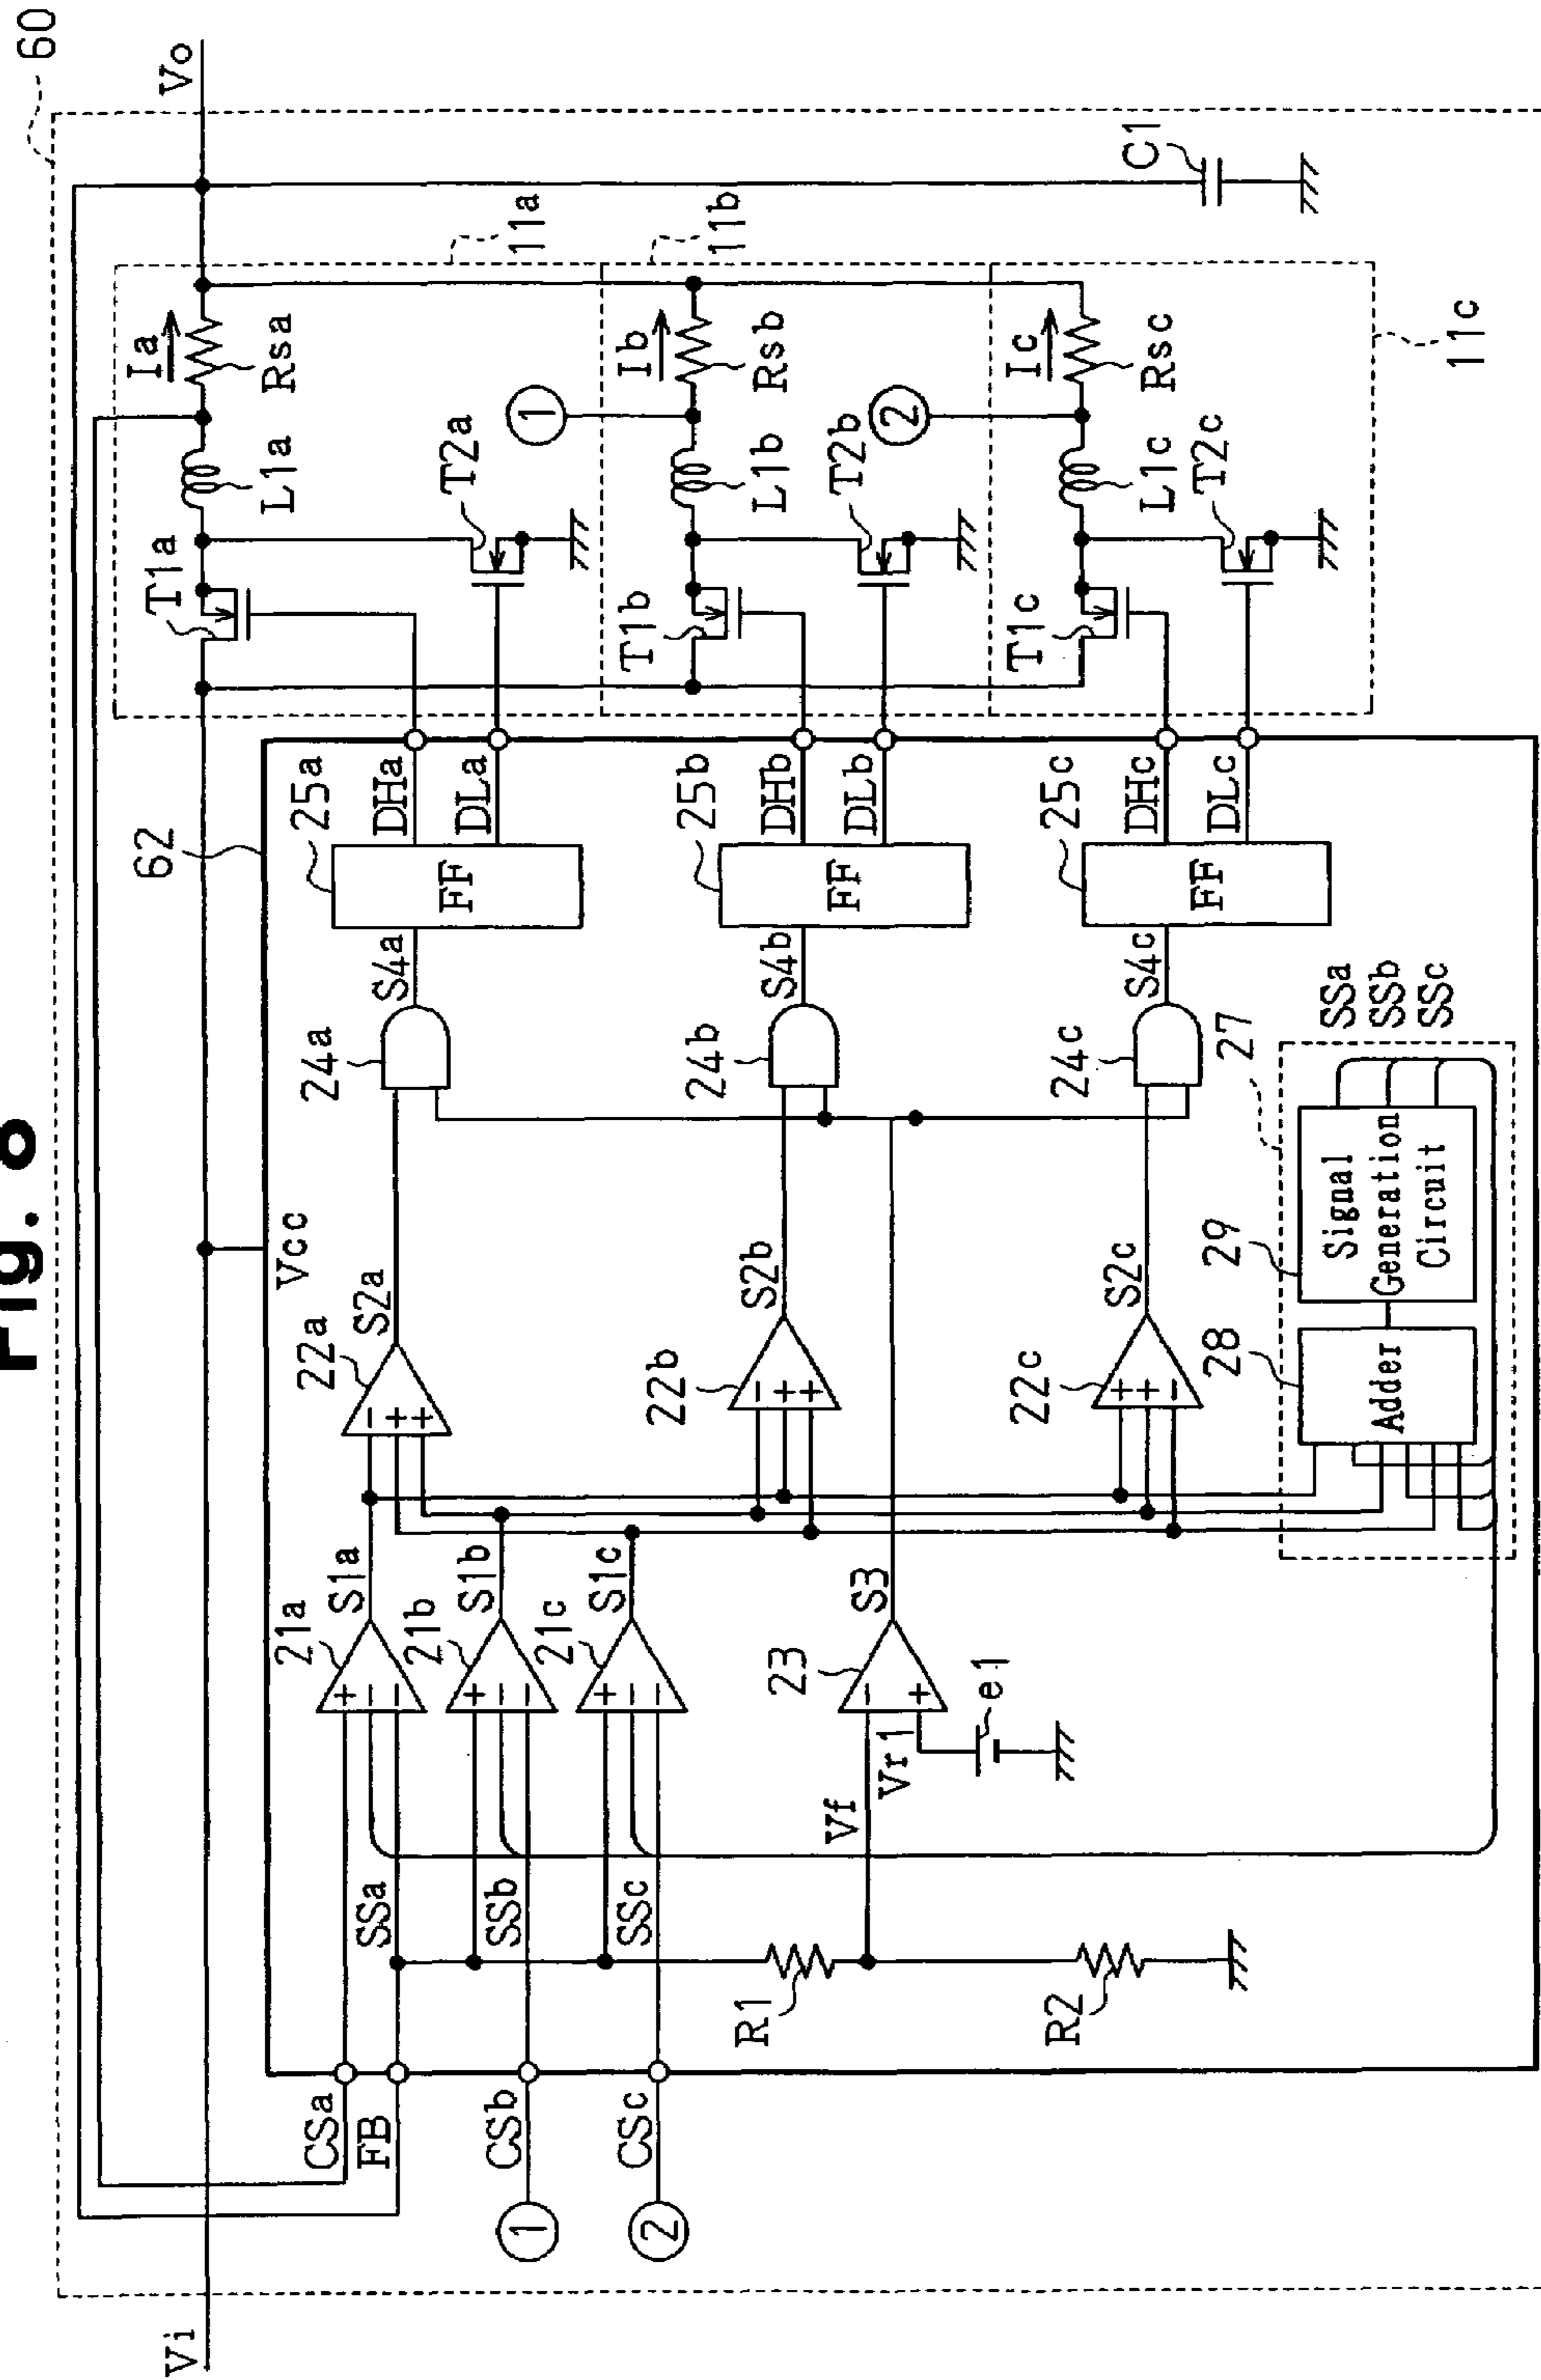 Fig. 8
60
Vi
Vo
62
Vcc
CSa
FB
CSb
CSc
1
2
SSa
SSb
SSc
21a
S1a
21b
S1b
21c
S1c
22a
S2a
22b
S2b
22c
S2c
23
S3
Vf
Vr1
e1
R1
R2
24a
S4a
24b
S4b
24c
S4c
25a
FF
DHa
DLa
25b
FF
DHb
DLb
25c
FF
DHc
DLc
27
28
Adder
29
Signal
Generation
Circuit
SSa
SSb
SSc
T1a
L1a
Ia
Rsa
T2a
11a
1
T1b
L1b
Ib
Rsb
T2b
11b
2
T1c
L1c
Ic
Rsc
T2c
11c
C1